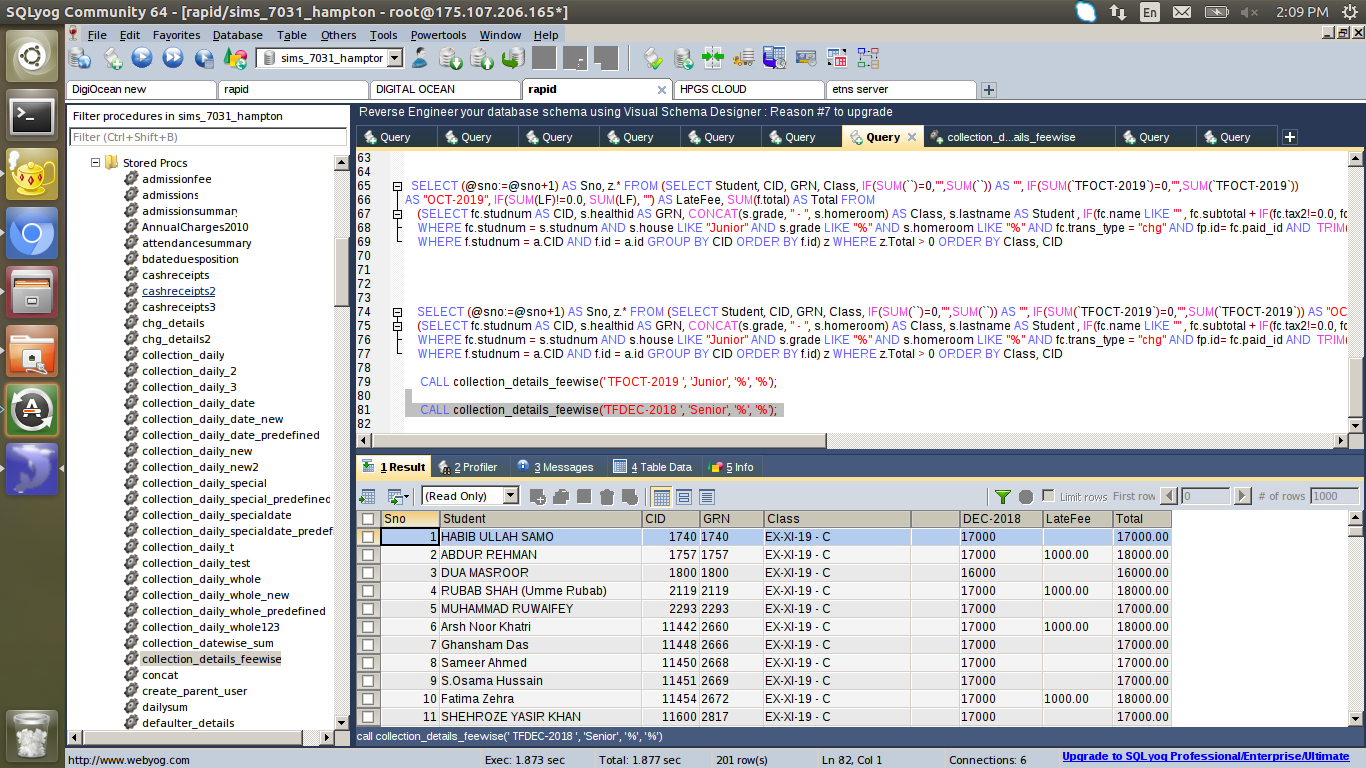 SQLyog Community 64 - [rapid/sims_7031_hampton - root@175.107.206.165*]
En
2:09 PM
File Edit Favorites Database Table Others Tools Powertools Window Help
sims_7031_hampton
DigiOcean new
rapid
DIGITAL OCEAN
rapid
HPGS CLOUD
etns server
Filter procedures in sims_7031_hampton
Filter (Ctrl+Shift+B)
Stored Procs
admissionfee
admissions
admissionsummary
AnnualCharges2010
attendancesummary
bdateduesposition
cashreceipts
cashreceipts2
cashreceipts3
chg_details
chg_details2
collection_daily
collection_daily_2
collection_daily_3
collection_daily_date
collection_daily_date_new
collection_daily_date_predefined
collection_daily_new
collection_daily_new2
collection_daily_special
collection_daily_special_predefined
collection_daily_specialdate
collection_daily_specialdate_predef
collection_daily_t
collection_daily_test
collection_daily_whole
collection_daily_whole_new
collection_daily_whole_predefined
collection_daily_whole123
collection_datewise_sum
collection_details_feewise
concat
create_parent_user
dailysum
defaulter_details
Reverse Engineer your database schema using Visual Schema Designer : Reason #7 to upgrade
Query Query Query Query Query Query Query collection_d...ails_feewise Query Query
63
64
65 SELECT (@sno:=@sno+1) AS Sno, z.* FROM (SELECT Student, CID, GRN, Class, IF(SUM(``)=0,"",SUM(``)) AS "", IF(SUM(`TFOCT-2019`)=0,"",SUM(`TFOCT-2019`))
66 AS "OCT-2019", IF(SUM(LF)!=0.0, SUM(LF), "") AS LateFee, SUM(f.total) AS Total FROM
67 (SELECT fc.studnum AS CID, s.healthid AS GRN, CONCAT(s.grade, " - ", s.homeroom) AS Class, s.lastname AS Student , IF(fc.name LIKE "" , fc.subtotal + IF(fc.tax2!=0.0, fc
68 WHERE fc.studnum = s.studnum AND s.house LIKE "Junior" AND s.grade LIKE "%" AND s.homeroom LIKE "%" AND fc.trans_type = "chg" AND fp.id= fc.paid_id AND TRIM(
69 WHERE f.studnum = a.CID AND f.id = a.id GROUP BY CID ORDER BY f.id) z WHERE z.Total > 0 ORDER BY Class, CID
70
71
72
73
74 SELECT (@sno:=@sno+1) AS Sno, z.* FROM (SELECT Student, CID, GRN, Class, IF(SUM(``)=0,"",SUM(``)) AS "", IF(SUM(`TFOCT-2019`)=0,"",SUM(`TFOCT-2019`)) AS "OC
75 (SELECT fc.studnum AS CID, s.healthid AS GRN, CONCAT(s.grade, " - ", s.homeroom) AS Class, s.lastname AS Student , IF(fc.name LIKE "" , fc.subtotal + IF(fc.tax2!=0.0, fc
76 WHERE fc.studnum = s.studnum AND s.house LIKE "Junior" AND s.grade LIKE "%" AND s.homeroom LIKE "%" AND fc.trans_type = "chg" AND fp.id= fc.paid_id AND TRIM(
77 WHERE f.studnum = a.CID AND f.id = a.id GROUP BY CID ORDER BY f.id) z WHERE z.Total > 0 ORDER BY Class, CID
78
79 CALL collection_details_feewise(' TFOCT-2019 ', 'Junior', '%', '%');
80
81 CALL collection_details_feewise('TFDEC-2018 ', 'Senior', '%', '%');
82
1 Result 2 Profiler 3 Messages 4 Table Data 5 Info
(Read Only) Limit rows First row 0 # of rows 1000
Sno Student CID GRN Class DEC-2018 LateFee Total
1 HABIB ULLAH SAMO 1740 1740 EX-XI-19 - C 17000 17000.00
2 ABDUR REHMAN 1757 1757 EX-XI-19 - C 17000 1000.00 18000.00
3 DUA MASROOR 1800 1800 EX-XI-19 - C 16000 16000.00
4 RUBAB SHAH (Umme Rubab) 2119 2119 EX-XI-19 - C 17000 1000.00 18000.00
5 MUHAMMAD RUWAIFEY 2293 2293 EX-XI-19 - C 17000 17000.00
6 Arsh Noor Khatri 11442 2660 EX-XI-19 - C 17000 1000.00 18000.00
7 Ghansham Das 11448 2666 EX-XI-19 - C 17000 17000.00
8 Sameer Ahmed 11450 2668 EX-XI-19 - C 17000 17000.00
9 S.Osama Hussain 11451 2669 EX-XI-19 - C 17000 17000.00
10 Fatima Zehra 11454 2672 EX-XI-19 - C 17000 1000.00 18000.00
11 SHEHROZE YASIR KHAN 11600 2817 EX-XI-19 - C 17000 17000.00
call collection_details_feewise(' TFDEC-2018 ', 'Senior', '%', '%')
http://www.webyog.com
Exec: 1.873 sec
Total: 1.877 sec
201 row(s)
Ln 82, Col 1
Connections: 6
Upgrade to SQLyog Professional/Enterprise/Ultimate